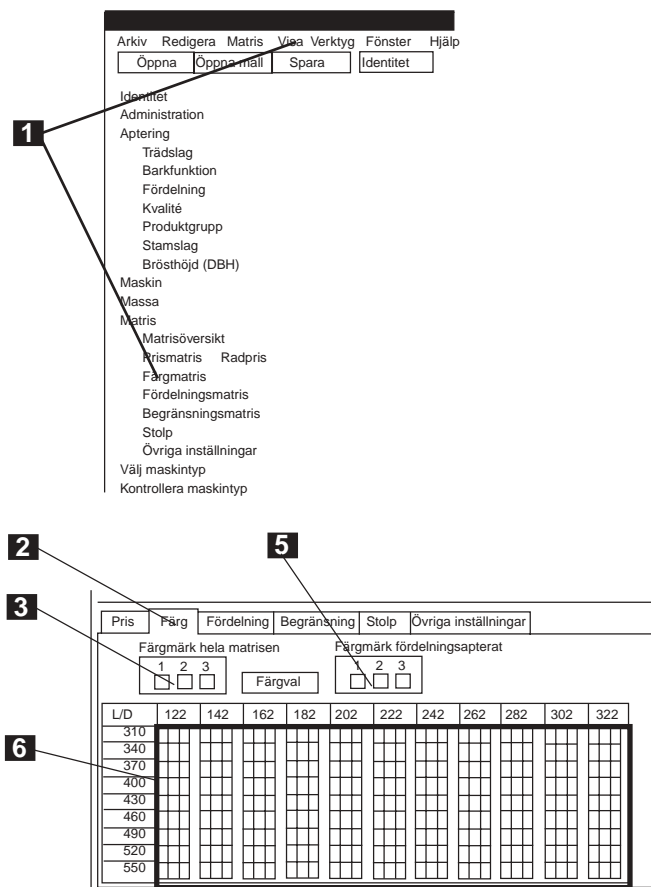 Arkiv Redigera Matris Visa Verktyg Fönster Hjälp
Öppna Öppna mall Spara Identitet
Identitet
Administration
1
Aptering
Trädslag
Barkfunktion
Fördelning
Kvalité
Produktgrupp
Stamslag
Brösthöjd (DBH)
Maskin
Massa
Matris
Matrisöversikt
Prismatris Radpris
Färgmatris
Fördelningsmatris
Begränsningsmatris
Stolp
Övriga inställningar
Välj maskintyp
Kontrollera maskintyp
2 5
3
Pris Färg Fördelning Begränsning Stolp Övriga inställningar
Färgmärk hela matrisen Färgmärk fördelningsapterat
1 2 3 Färgval 1 2 3
L/D 122 142 162 182 202 222 242 262 282 302 322
310
340
6
370
400
430
460
490
520
550